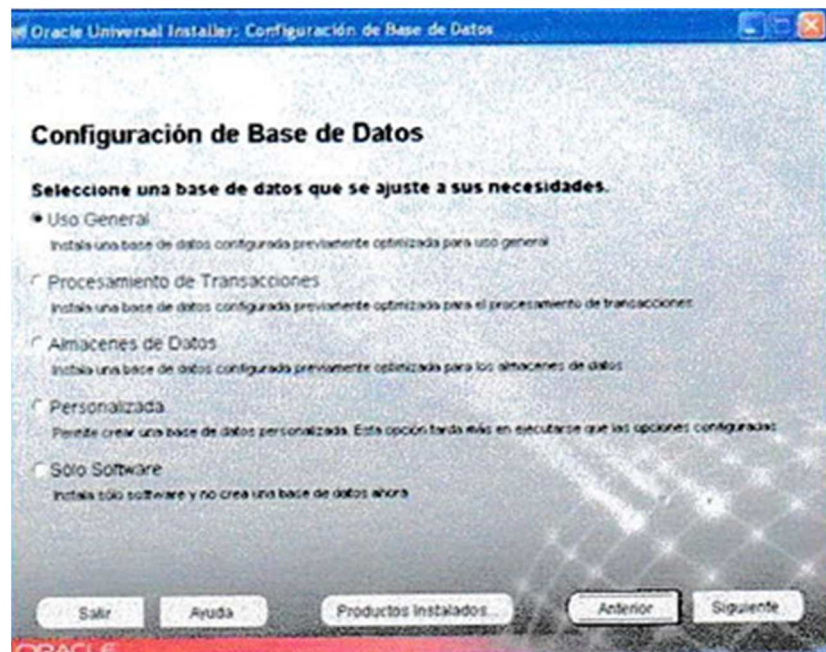 Oracle Universal Installer: Configuración de Base de Datos
Configuración de Base de Datos
Seleccione una base de datos que se ajuste a sus necesidades.
Uso General
Instala una base de datos configurada previamente optimizada para uso general
Procesamiento de Transacciones
Instala una base de datos configurada previamente optimizada para el procesamiento de transacciones
Almacenes de Datos
Instala una base de datos configurada previamente optimizada para los almacenes de datos
Personalizada
Permite crear una base de datos personalizada. Esta opción tarda más en ejecutarse que las opciones configuradas
Sólo Software
Instala sólo software y no crea una base de datos ahora
Salir
Ayuda
Productos Instalados...
Anterior
Siguiente
ORACLE